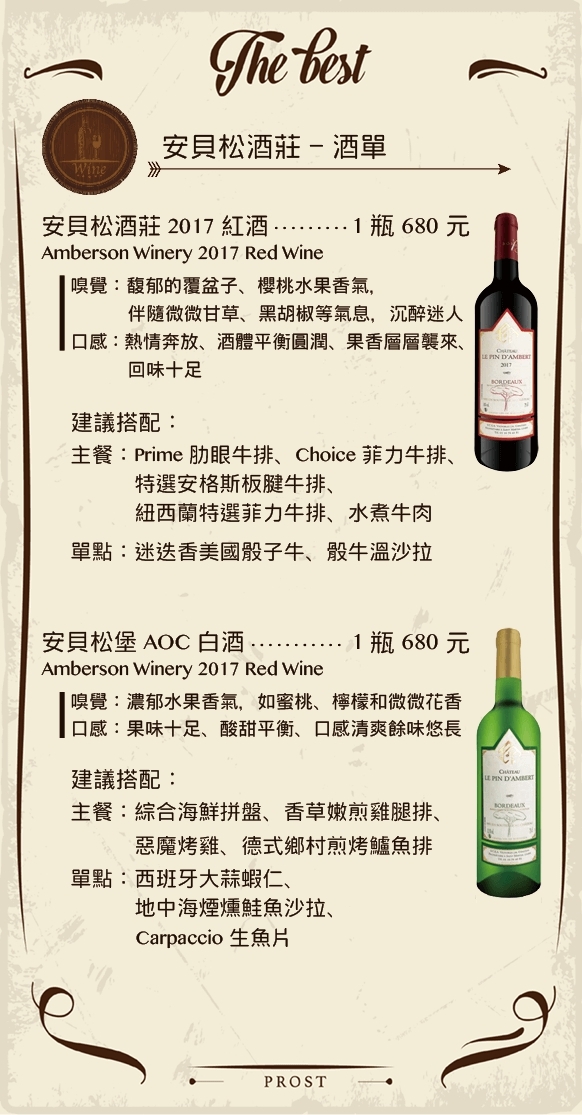 The best
Wine
安貝松酒莊 – 酒單
安貝松酒莊 2017 紅酒 ········· 1 瓶 680 元
Amberson Winery 2017 Red Wine
嗅覺：馥郁的覆盆子、櫻桃水果香氣，
伴隨微微甘草、黑胡椒等氣息，沉醉迷人
口感：熱情奔放、酒體平衡圓潤、果香層層襲來、
回味十足
CHÂTEAU
LE PIN D'AMBERT
2017
BORDEAUX
建議搭配：
主餐：Prime 肋眼牛排、Choice 菲力牛排、
特選安格斯板腱牛排、
紐西蘭特選菲力牛排、水煮牛肉
單點：迷迭香美國骰子牛、骰牛溫沙拉
安貝松堡 AOC 白酒 ··········· 1 瓶 680 元
Amberson Winery 2017 Red Wine
嗅覺：濃郁水果香氣，如蜜桃、檸檬和微微花香
口感：果味十足、酸甜平衡、口感清爽餘味悠長
CHÂTEAU
LE PIN D'AMBERT
BORDEAUX
建議搭配：
主餐：綜合海鮮拼盤、香草嫩煎雞腿排、
惡魔烤雞、德式鄉村煎烤鱸魚排
單點：西班牙大蒜蝦仁、
地中海煙燻鮭魚沙拉、
Carpaccio 生魚片
PROST